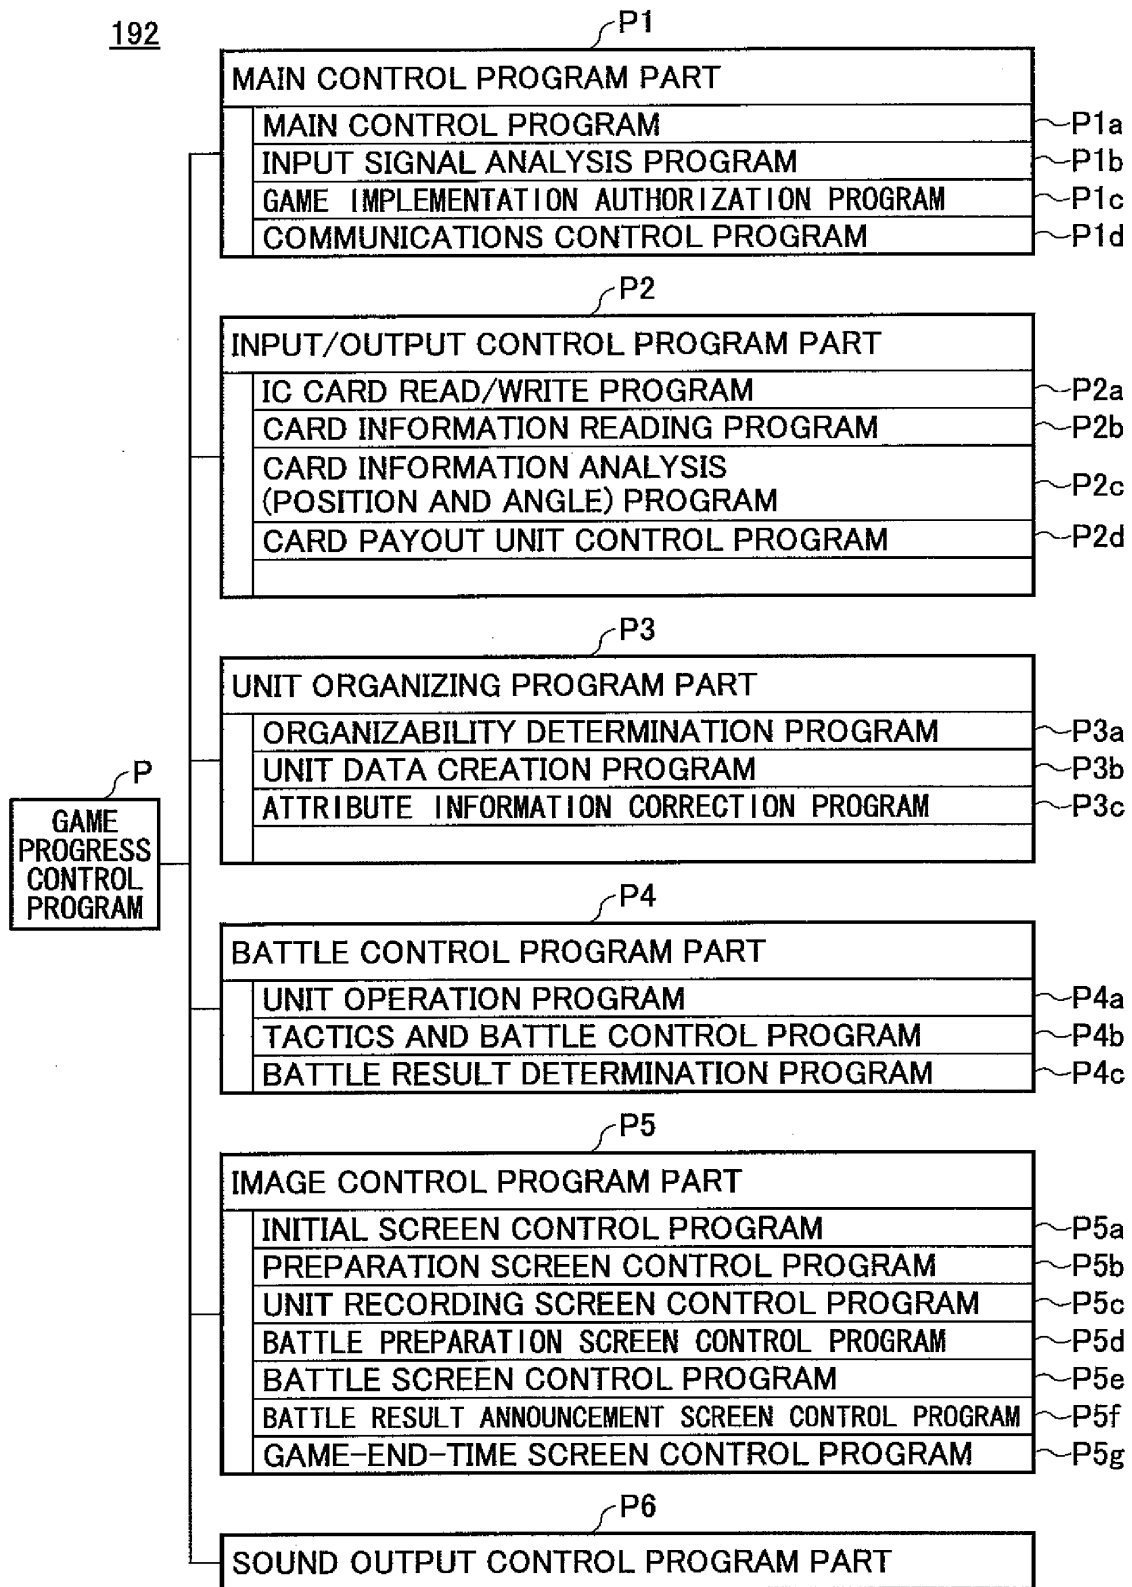 192
P1
MAIN CONTROL PROGRAM PART
MAIN CONTROL PROGRAM
P1a
INPUT SIGNAL ANALYSIS PROGRAM
P1b
GAME IMPLEMENTATION AUTHORIZATION PROGRAM
P1c
COMMUNICATIONS CONTROL PROGRAM
P1d
P2
INPUT/OUTPUT CONTROL PROGRAM PART
IC CARD READ/WRITE PROGRAM
P2a
CARD INFORMATION READING PROGRAM
P2b
CARD INFORMATION ANALYSIS
(POSITION AND ANGLE) PROGRAM
P2c
CARD PAYOUT UNIT CONTROL PROGRAM
P2d
P3
UNIT ORGANIZING PROGRAM PART
ORGANIZABILITY DETERMINATION PROGRAM
P3a
UNIT DATA CREATION PROGRAM
P3b
ATTRIBUTE INFORMATION CORRECTION PROGRAM
P3c
P
GAME
PROGRESS
CONTROL
PROGRAM
P4
BATTLE CONTROL PROGRAM PART
UNIT OPERATION PROGRAM
P4a
TACTICS AND BATTLE CONTROL PROGRAM
P4b
BATTLE RESULT DETERMINATION PROGRAM
P4c
P5
IMAGE CONTROL PROGRAM PART
INITIAL SCREEN CONTROL PROGRAM
P5a
PREPARATION SCREEN CONTROL PROGRAM
P5b
UNIT RECORDING SCREEN CONTROL PROGRAM
P5c
BATTLE PREPARATION SCREEN CONTROL PROGRAM
P5d
BATTLE SCREEN CONTROL PROGRAM
P5e
BATTLE RESULT ANNOUNCEMENT SCREEN CONTROL PROGRAM
P5f
GAME-END-TIME SCREEN CONTROL PROGRAM
P5g
P6
SOUND OUTPUT CONTROL PROGRAM PART